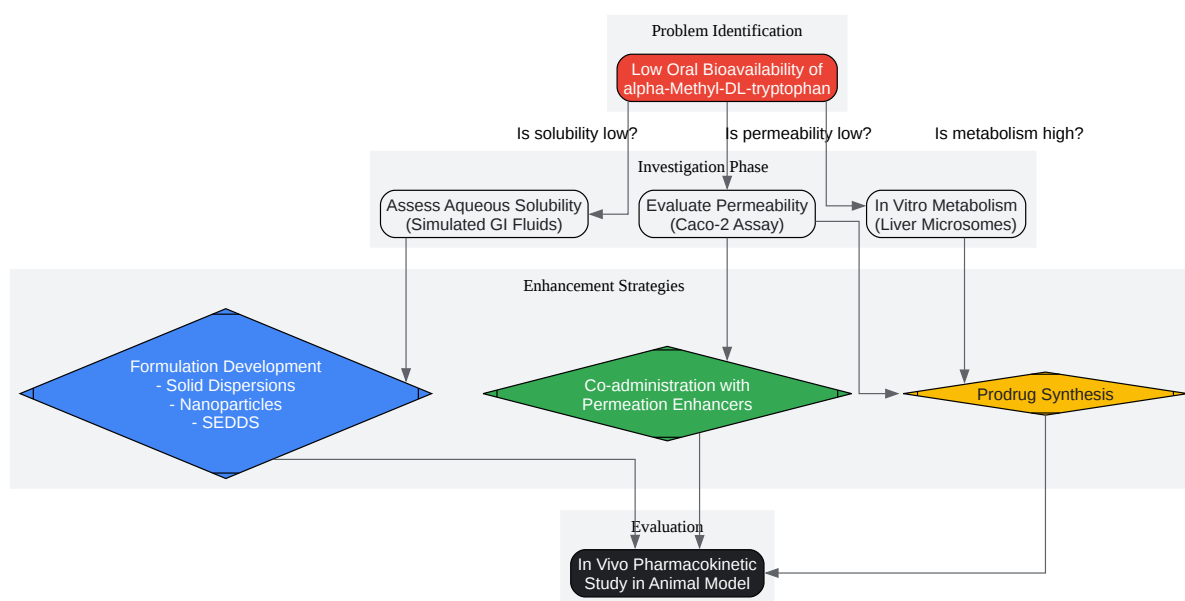 Problem Identification
Low Oral Bioavailability of
alpha-Methyl-DL-tryptophan
Is solubility low?
Is permeability low?
Is metabolism high?
Investigation Phase
Assess Aqueous Solubility
(Simulated GI Fluids)
Evaluate Permeability
(Caco-2 Assay)
In Vitro Metabolism
(Liver Microsomes)
Enhancement Strategies
Formulation Development
- Solid Dispersions
- Nanoparticles
- SEDDS
Co-administration with
Permeation Enhancers
Prodrug Synthesis
Evaluation
In Vivo Pharmacokinetic
Study in Animal Model